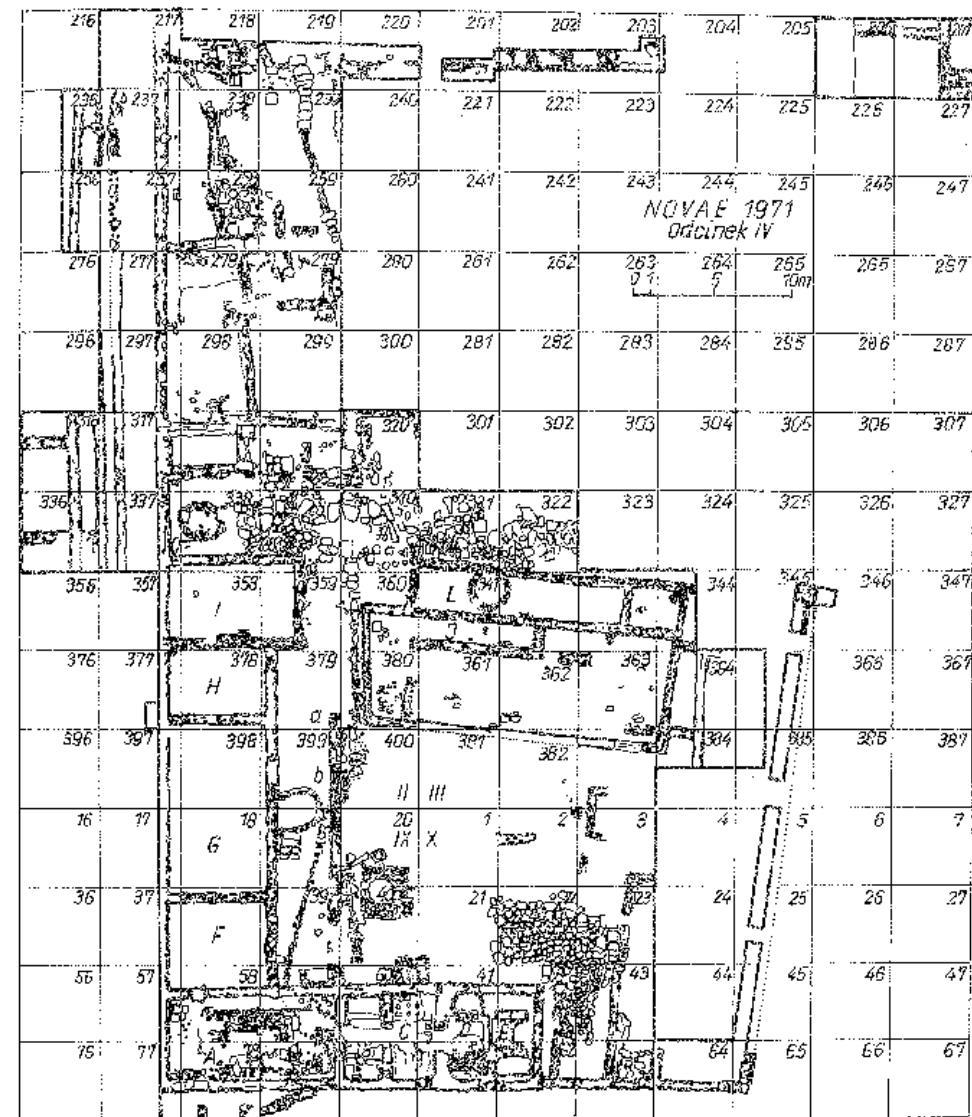 216 217 218 219 220 201 202 203 204 205 207
239 240 221 222 223 224 225 226 227
256 257 259 260 241 242 243 244 245 246 247
NOVAE 1971
Odcinek IV
276 277 278 279 280 261 262 263 264 265 266 267
0 1 5 10m
296 297 298 299 300 281 282 283 284 285 286 287
317 320 301 302 303 304 305 306 307
336 337 322 323 324 325 326 327
356 357 358 359 360 341 344 345 346 347
I L
376 377 378 379 380 361 362 363 364 366 367
H J
a
396 397 398 399 400 381 382 384 385 386 387
b
II III
16 17 18 20 1 2 3 4 5 6 7
IX X
G
36 37 39 21 22 23 24 25 26 27
F
56 57 58 60 41 43 44 45 46 47
C D E
76 77 64 65 66 67
A